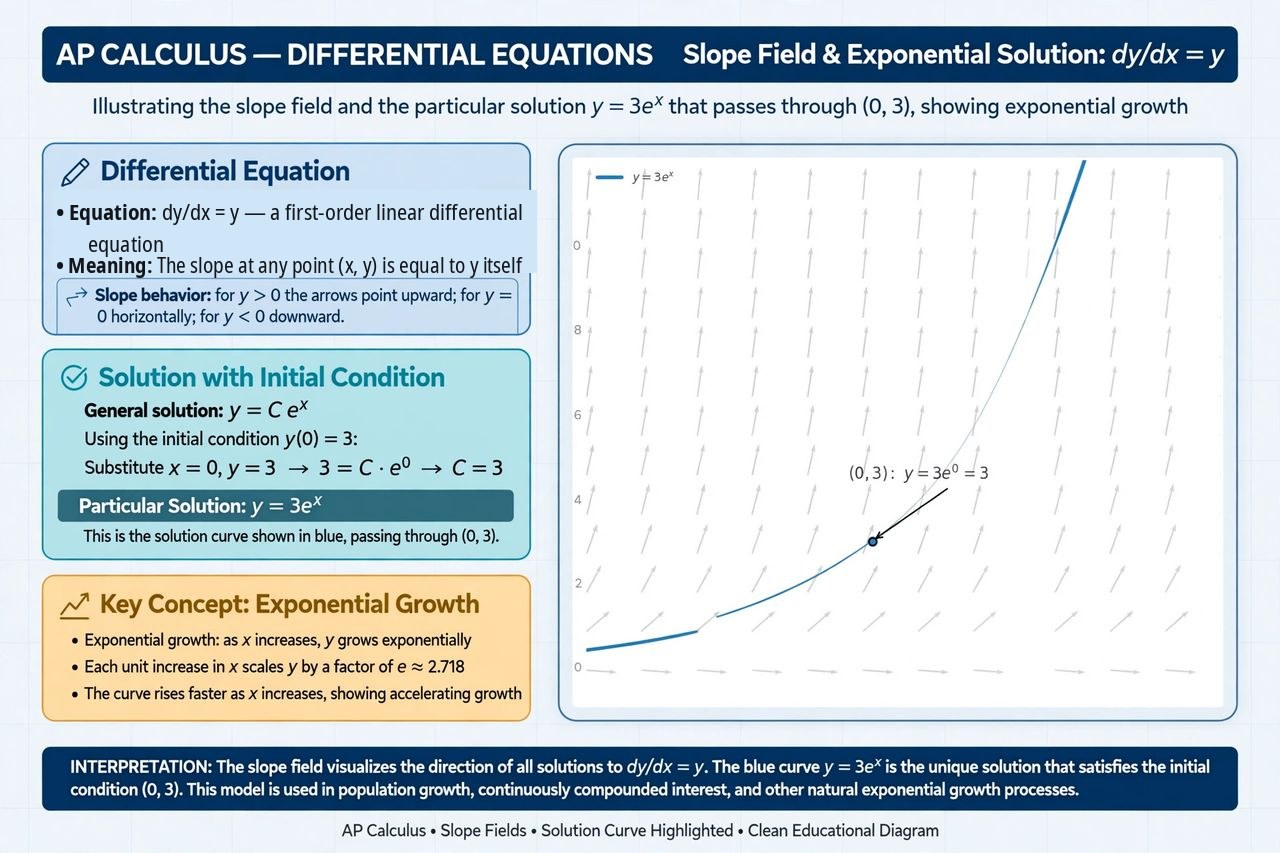 AP CALCULUS — DIFFERENTIAL EQUATIONS Slope Field & Exponential Solution: dy/dx = y
Illustrating the slope field and the particular solution y = 3eˣ that passes through (0, 3), showing exponential growth
Differential Equation
• Equation: dy/dx = y — a first-order linear differential
equation
• Meaning: The slope at any point (x, y) is equal to y itself
Slope behavior: for y > 0 the arrows point upward; for y =
0 horizontally; for y < 0 downward.
Solution with Initial Condition
General solution: y = C eˣ
Using the initial condition y(0) = 3:
Substitute x = 0, y = 3 → 3 = C · e⁰ → C = 3
Particular Solution: y = 3eˣ
This is the solution curve shown in blue, passing through (0, 3).
Key Concept: Exponential Growth
• Exponential growth: as x increases, y grows exponentially
• Each unit increase in x scales y by a factor of e ≈ 2.718
• The curve rises faster as x increases, showing accelerating growth
y = 3eˣ
0
8
6
(0, 3): y = 3e⁰ = 3
4
2
0
INTERPRETATION: The slope field visualizes the direction of all solutions to dy/dx = y. The blue curve y = 3eˣ is the unique solution that satisfies the initial
condition (0, 3). This model is used in population growth, continuously compounded interest, and other natural exponential growth processes.
AP Calculus • Slope Fields • Solution Curve Highlighted • Clean Educational Diagram